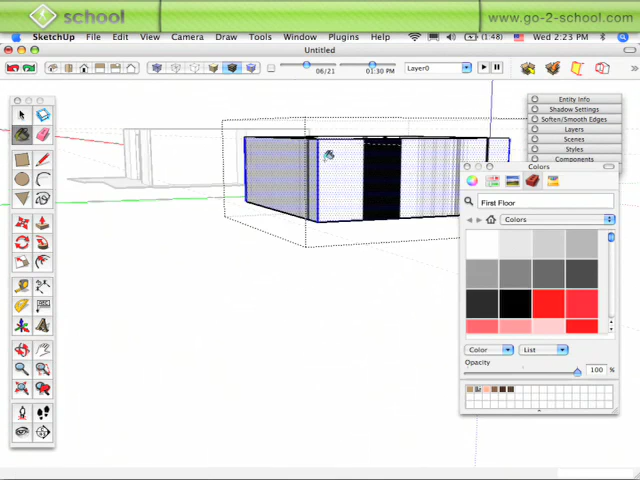 school
www.go-2-school.com
SketchUp File Edit View Camera Draw Tools Window Plugins Help (1:48) Wed 2:23 PM
Untitled
06/21 01:30 PM Layer0
Entity Info
Shadow Settings
Soften/Smooth Edges
Layers
Scenes
Styles
Components
Colors
First Floor
Colors
Color List
Opacity
100 %